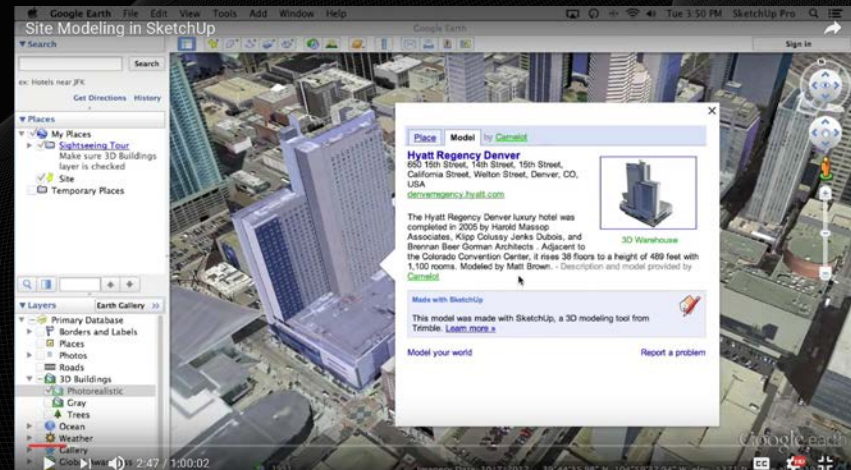 Google Earth File Edit View Tools Add Window Help Tue 3:50 PM SketchUp Pro
Google Earth
Site Modeling in SketchUp
Search
Sign in
Search
ex: Hotels near JFK
Get Directions History
Places
My Places
Sightseeing Tour
Make sure 3D Buildings
layer is checked
Site
Temporary Places
Layers Earth Gallery »
Primary Database
Borders and Labels
Places
Photos
Roads
3D Buildings
Photorealistic
Gray
Trees
Ocean
Weather
Gallery
Global Awareness
Place Model by Camelot
Hyatt Regency Denver
650 15th Street, 14th Street, 15th Street,
California Street, Welton Street, Denver, CO,
USA
denverregency.hyatt.com
The Hyatt Regency Denver luxury hotel was
completed in 2005 by Harold Massop
Associates, Klipp Colussy Jenks Dubois, and
Brennan Beer Gorman Architects . Adjacent to
the Colorado Convention Center, it rises 38 floors to a height of 489 feet with
1,100 rooms. Modeled by Matt Brown. - Description and model provided by
Camelot
3D Warehouse
Made with SketchUp
This model was made with SketchUp, a 3D modeling tool from
Trimble. Learn more »
Model your world Report a problem
Google earth
2:47 / 1:00:02
CC